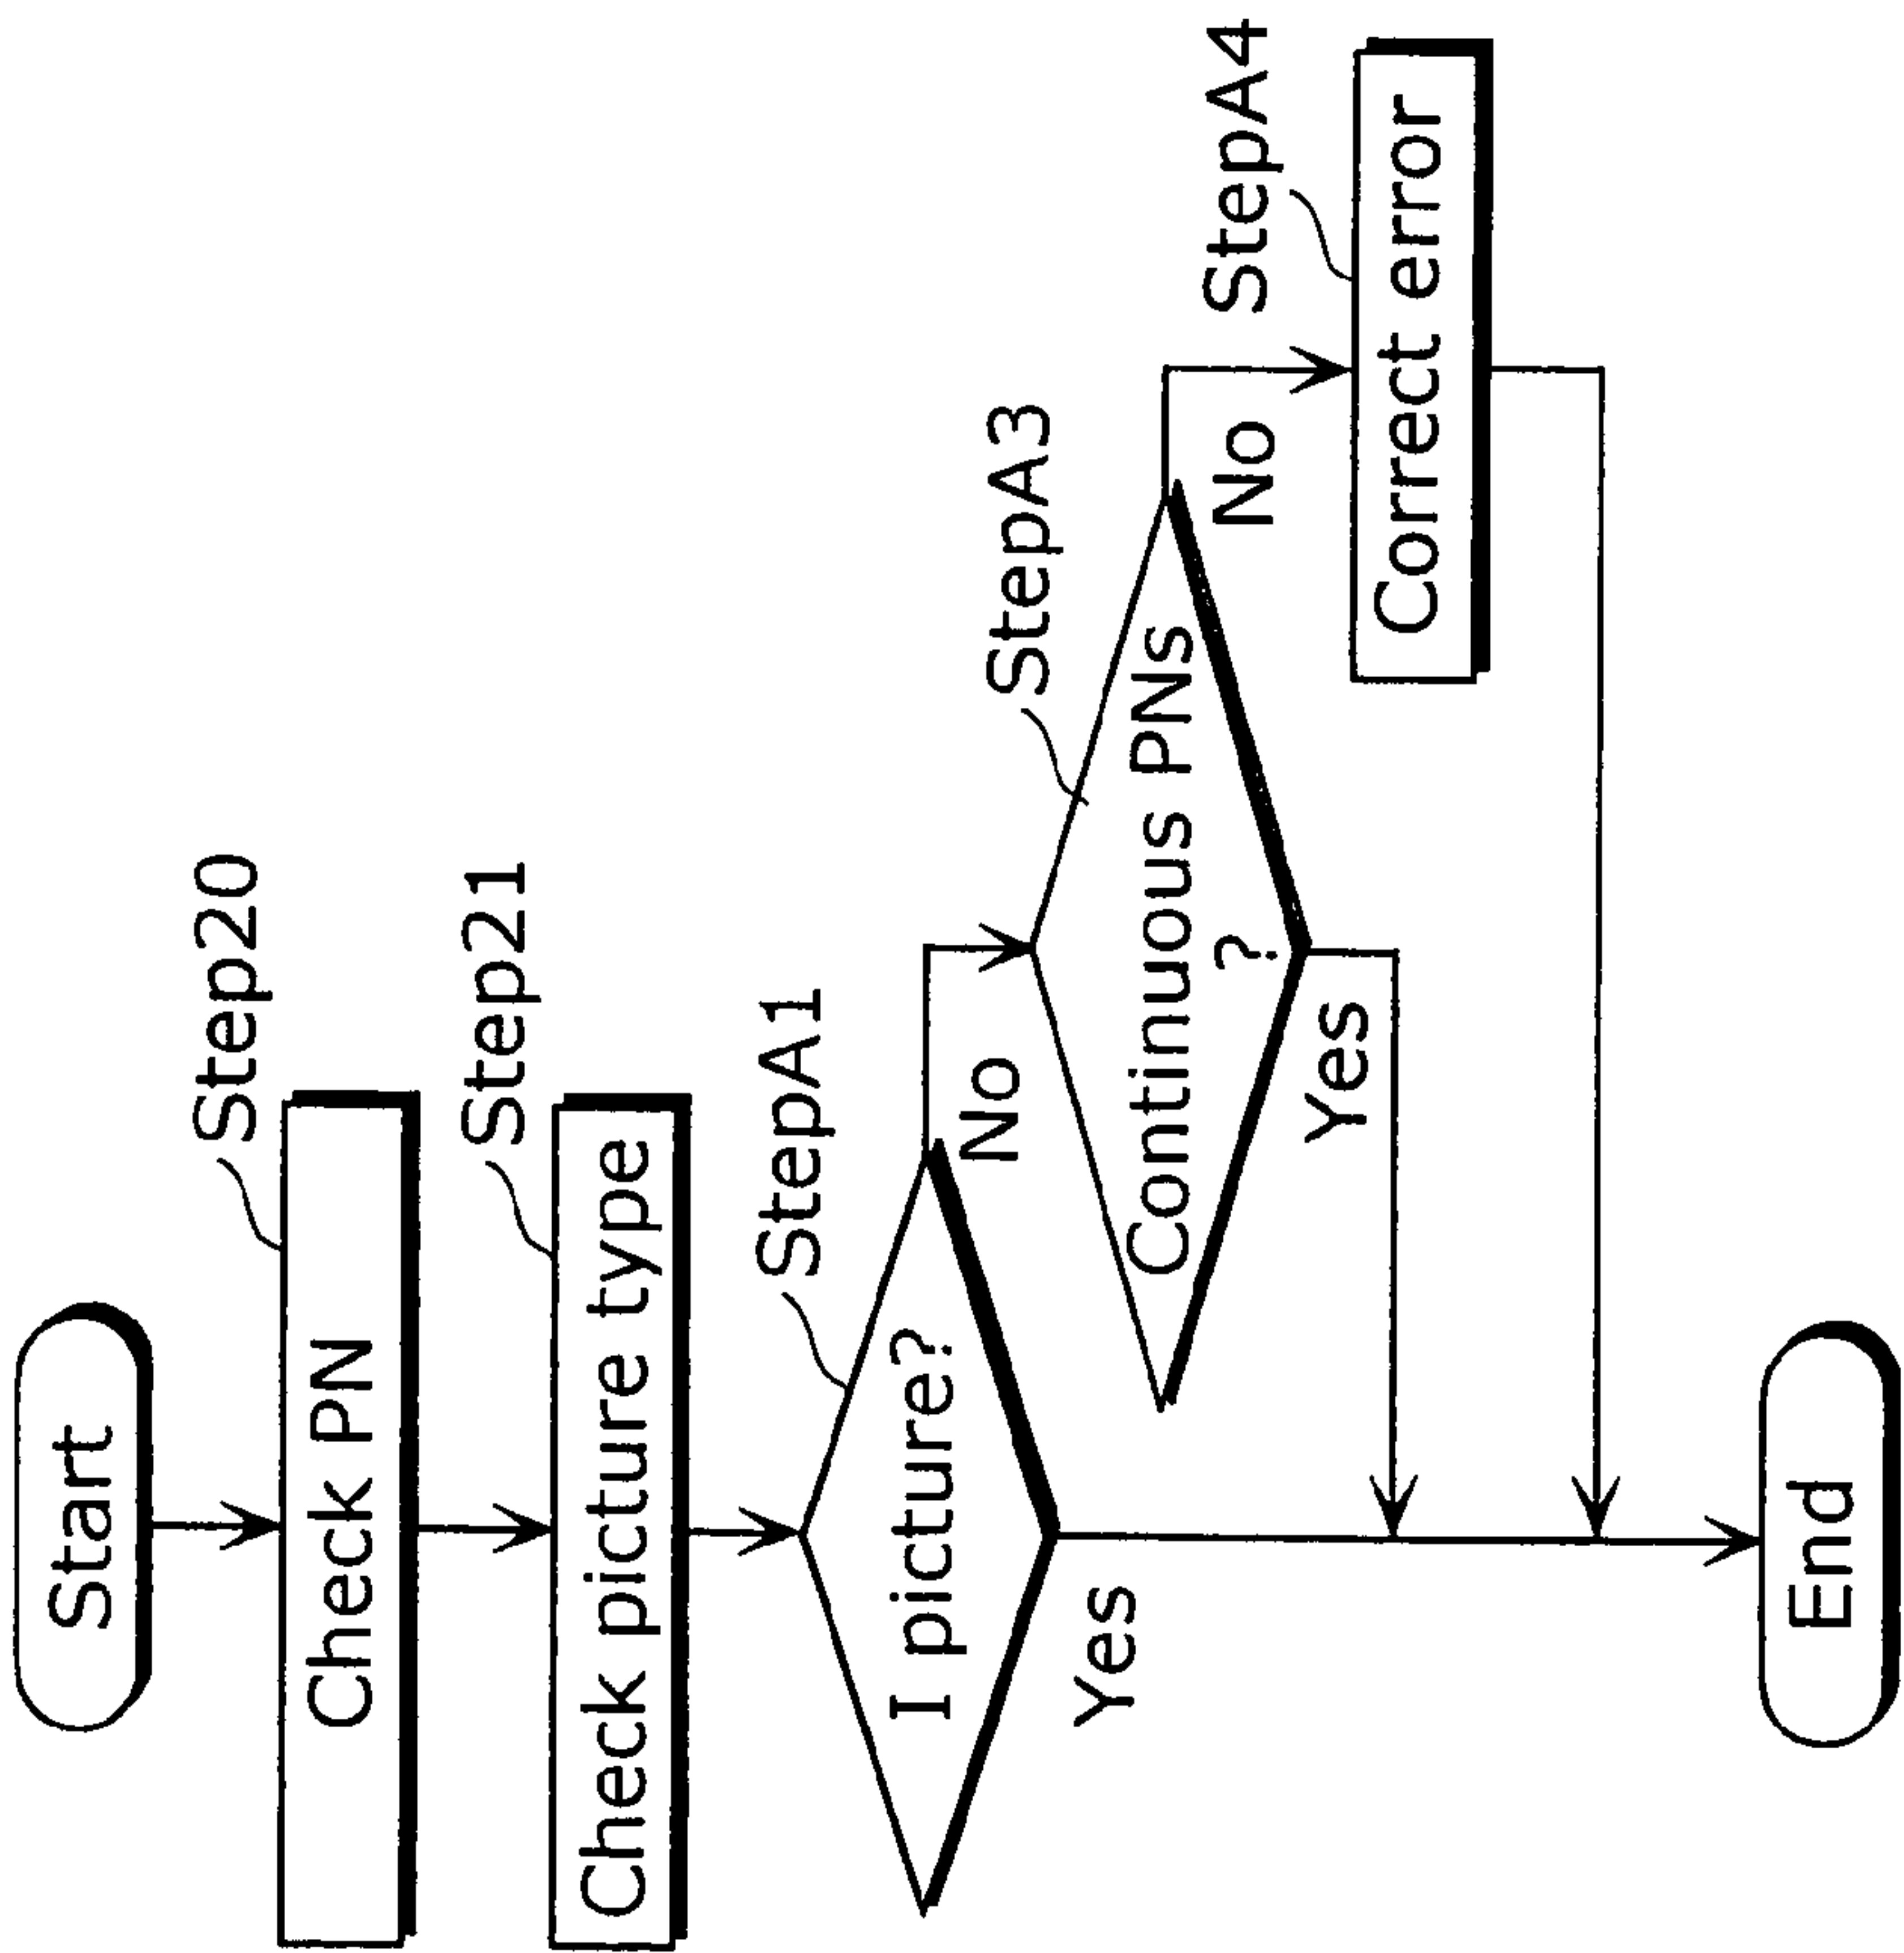 Start
Step20
Check PN
Step21
Check picture type
StepA1
I picture?
No
Yes
StepA3
Continuous PNs
?
No
Yes
StepA4
Correct error
End